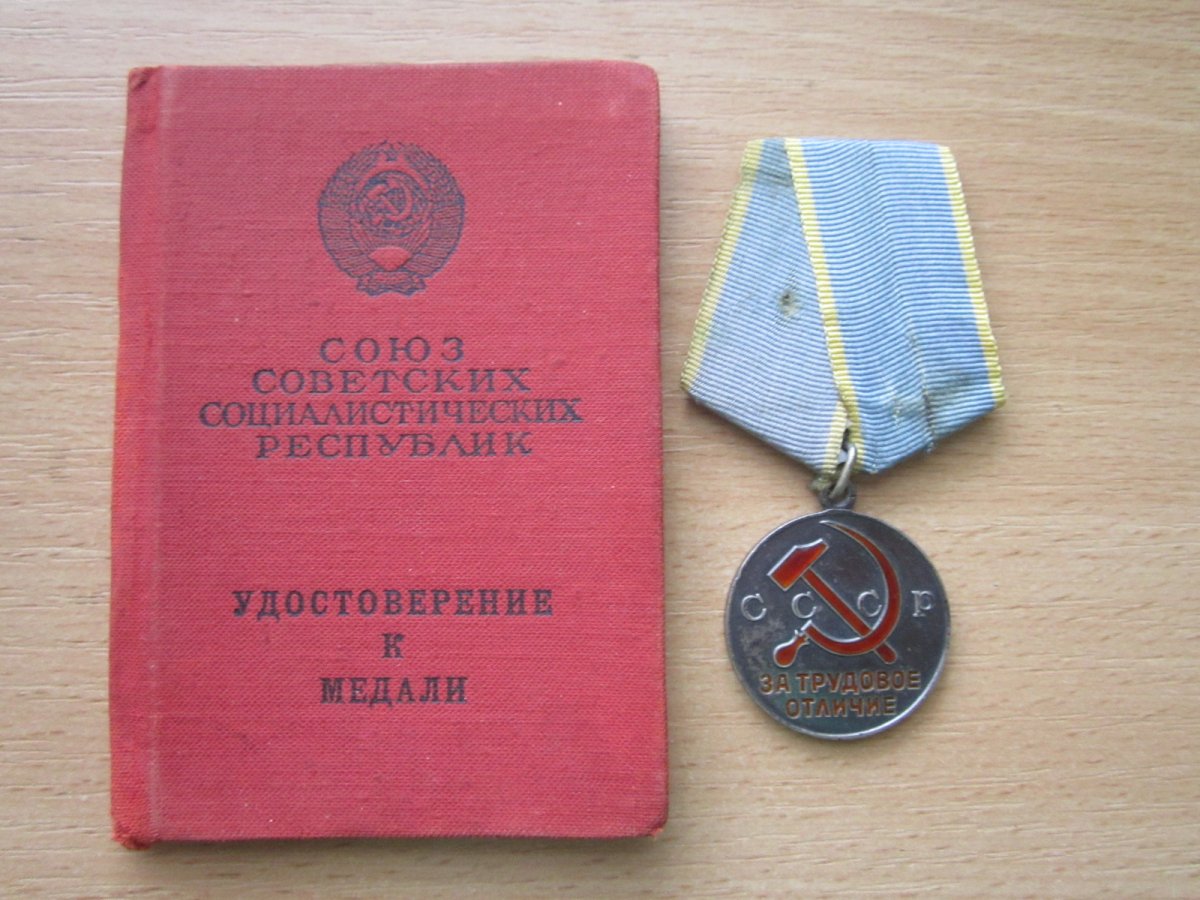 СОЮЗ
СОВЕТСКИХ
СОЦИАЛИСТИЧЕСКИХ
РЕСПУБЛИК
УДОСТОВЕРЕНИЕ
К
МЕДАЛИ
СССР
ЗА ТРУДОВОЕ
ОТЛИЧИЕ